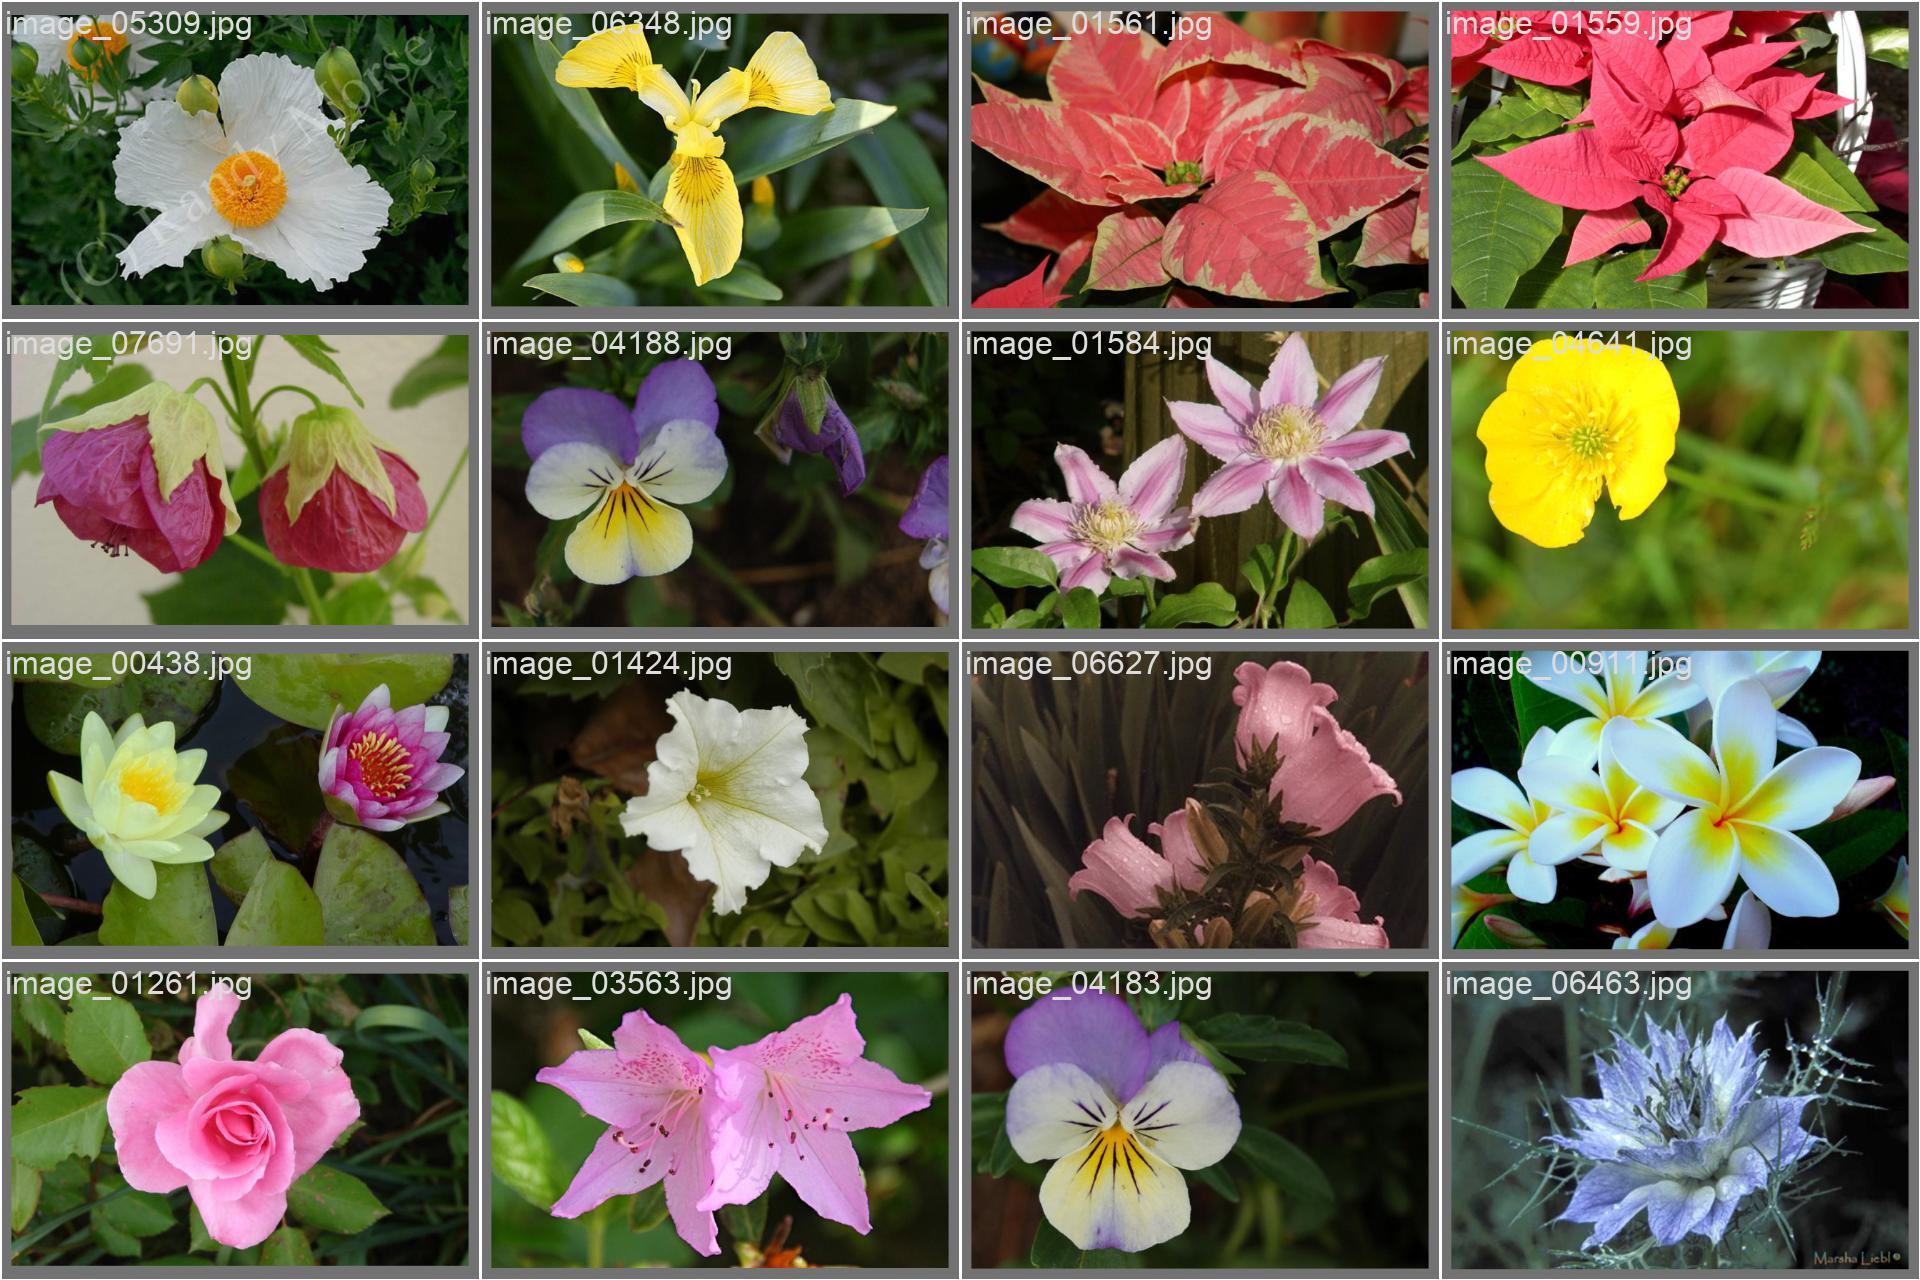 image_05309.jpg
image_06348.jpg
image_01561.jpg
image_01559.jpg
image_07691.jpg
image_04188.jpg
image_01584.jpg
image_04641.jpg
image_00438.jpg
image_01424.jpg
image_06627.jpg
image_00911.jpg
image_01261.jpg
image_03563.jpg
image_04183.jpg
image_06463.jpg
Marsha Liebl